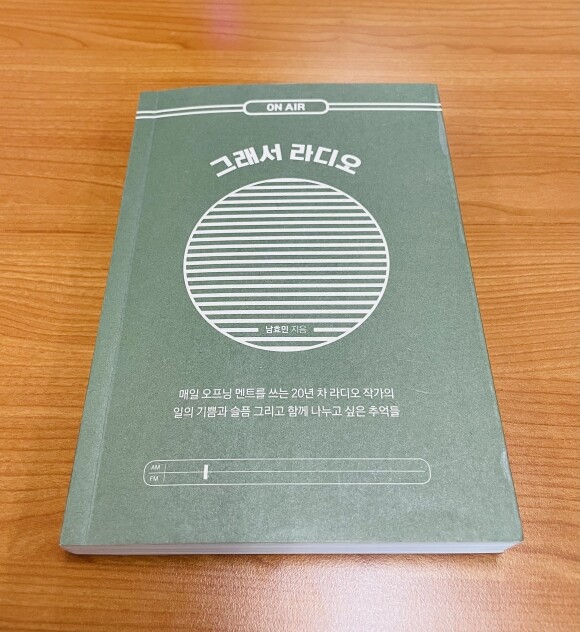 ON AIR
그래서 라디오
남효민 지음
매일 오프닝 멘트를 쓰는 20년 차 라디오 작가의
일의 기쁨과 슬픔 그리고 함께 나누고 싶은 추억들
AM
FM